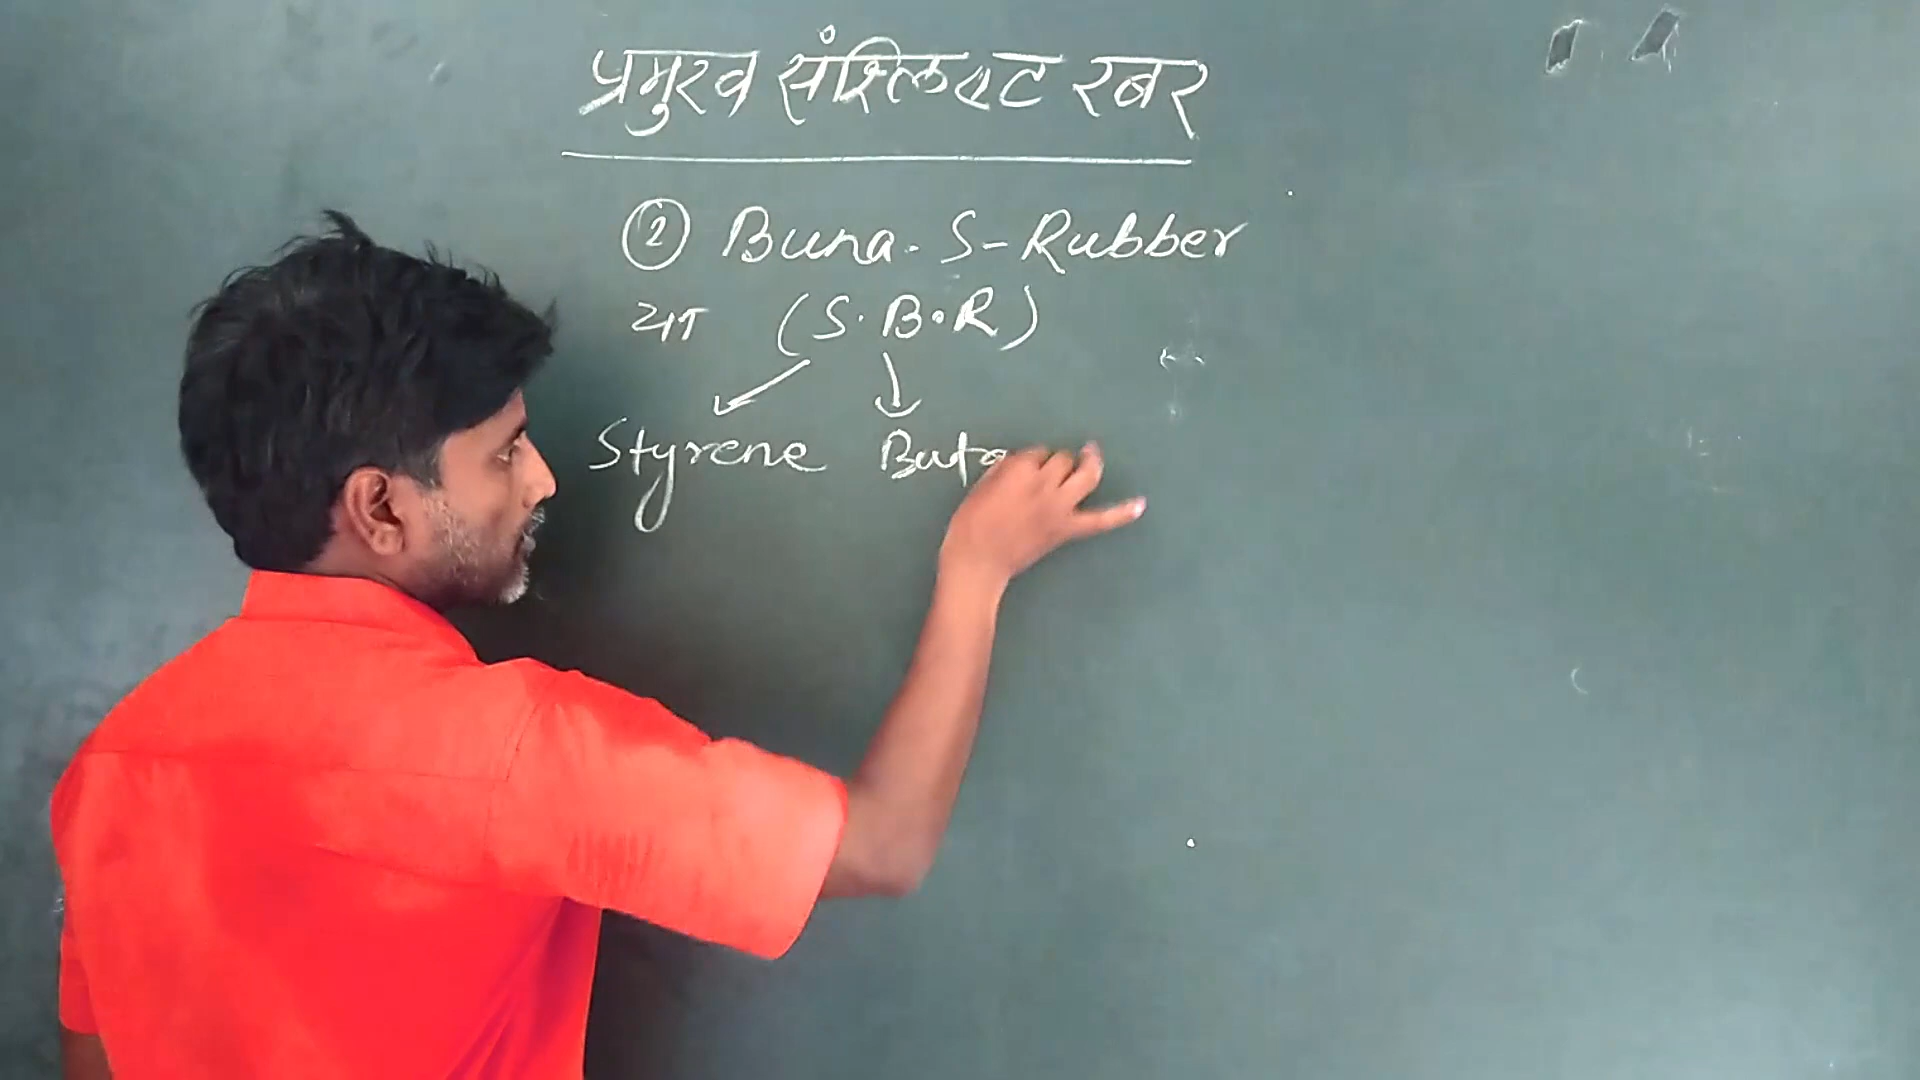 प्रमुख संश्लिष्ट रबर
② Buna-S-Rubber
या (S.B.R)
Styrene Buta